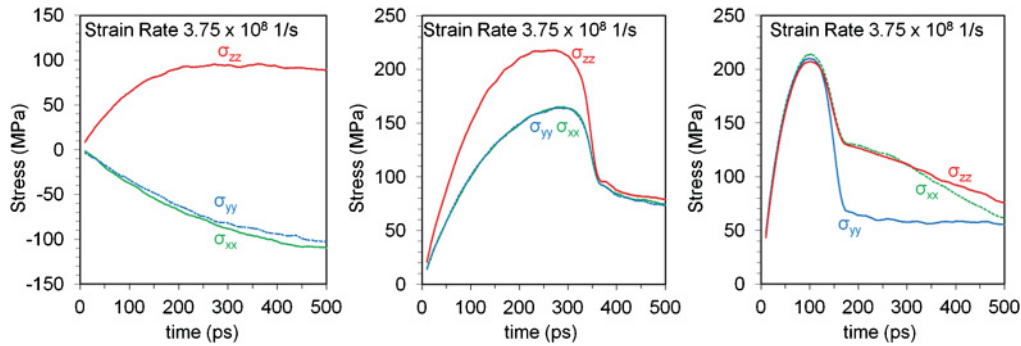 Strain Rate 3.75 x 10⁸ 1/s
150
100
50
0
-50
-100
-150
Stress (MPa)
σzz
σyy
σxx
0 100 200 300 400 500
time (ps)
Strain Rate 3.75 x 10⁸ 1/s
250
200
150
100
50
0
Stress (MPa)
σzz
σyy σxx
0 100 200 300 400 500
time (ps)
Strain Rate 3.75 x 10⁸ 1/s
250
200
150
100
50
0
Stress (MPa)
σzz
σxx
σyy
0 100 200 300 400 500
time (ps)